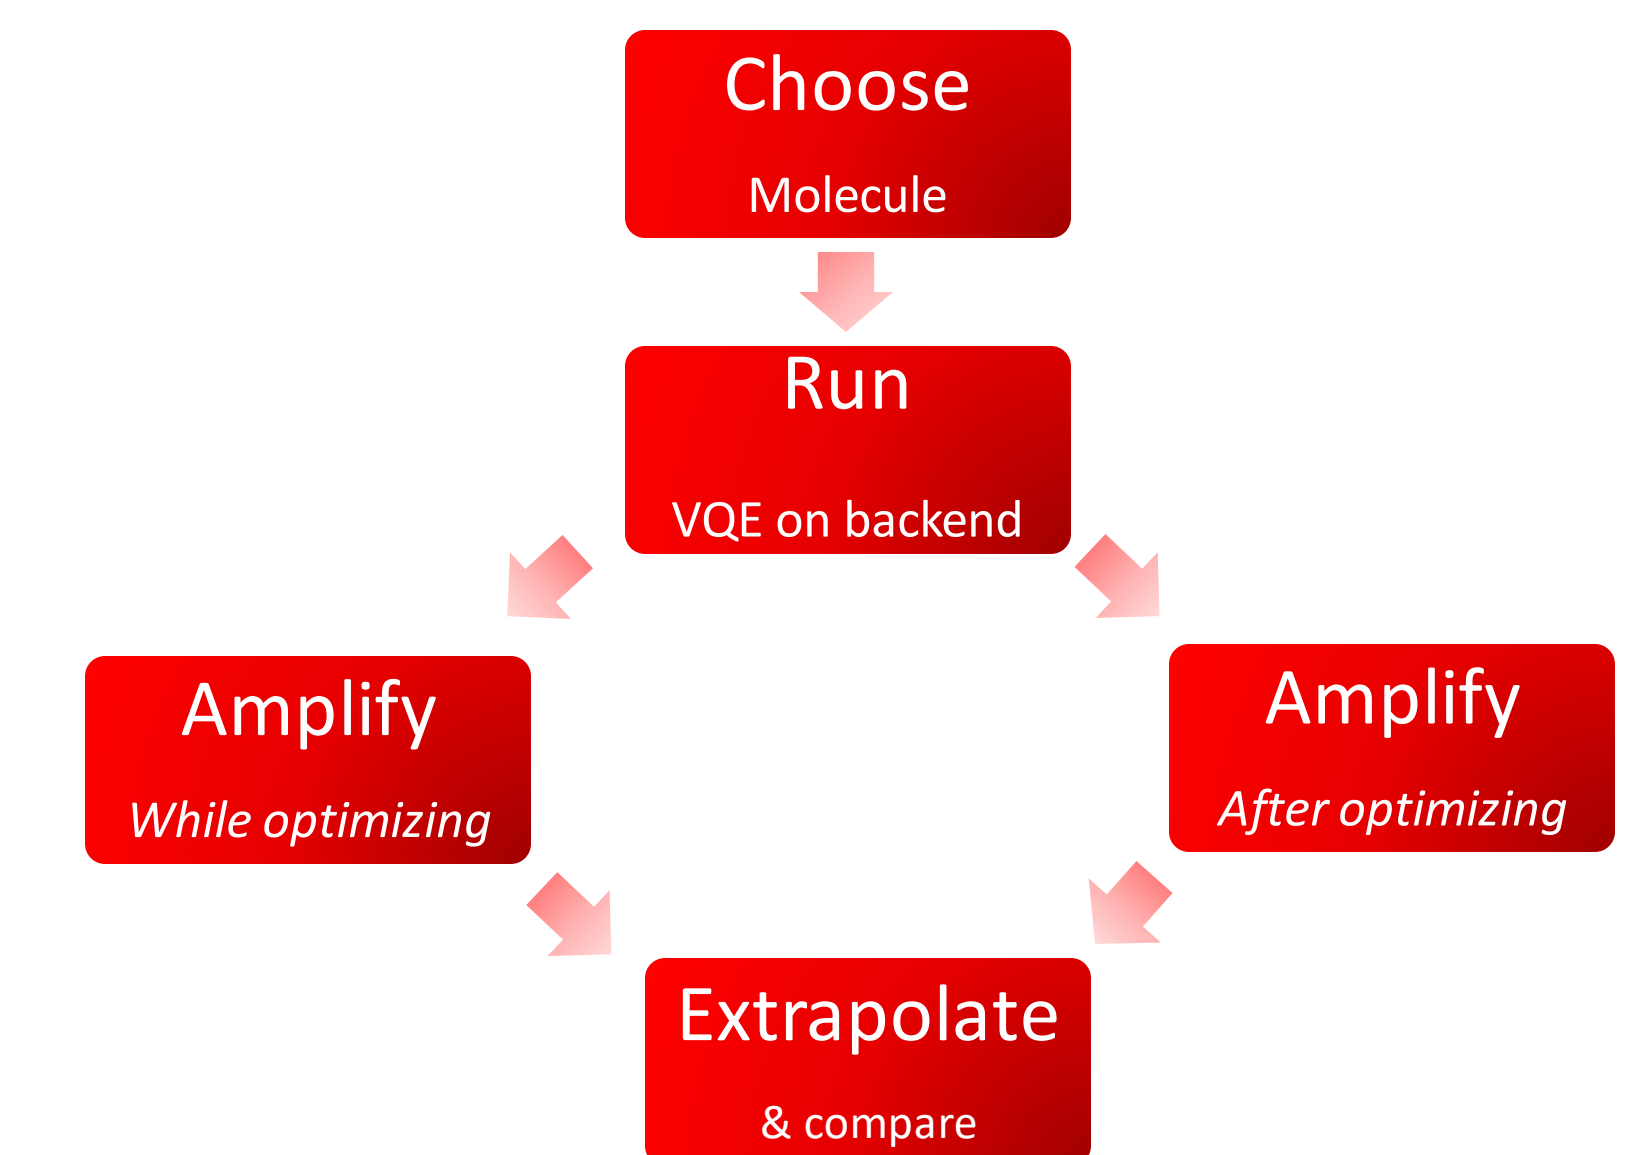 Choose
Molecule
Run
VQE on backend
Amplify
While optimizing
Amplify
After optimizing
Extrapolate
& compare